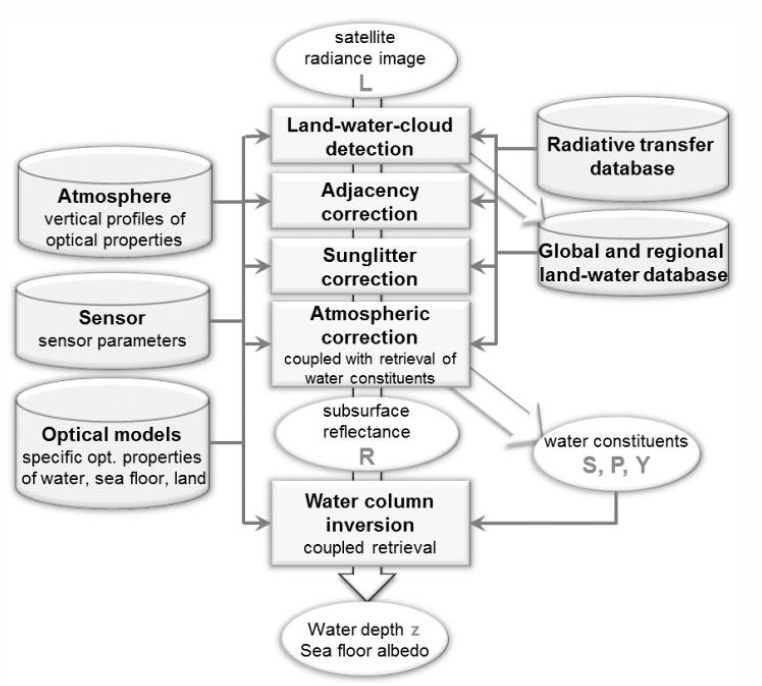 satellite
radiance image
L
Land-water-cloud
detection
Radiative transfer
database
Atmosphere
vertical profiles of
optical properties
Adjacency
correction
Global and regional
land-water database
Sunglitter
correction
Sensor
sensor parameters
Atmospheric
correction
coupled with retrieval of
water constituents
Optical models
specific opt. properties
of water, sea floor, land
subsurface
reflectance
R
water constituents
S, P, Y
Water column
inversion
coupled retrieval
Water depth z
Sea floor albedo